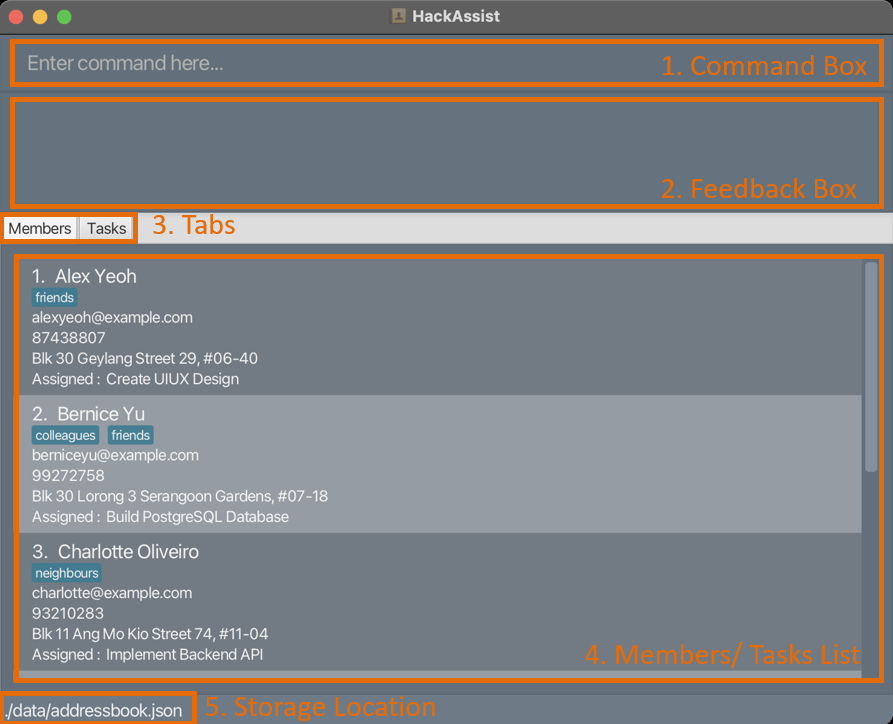 HackAssist
Enter command here...
1. Command Box
2. Feedback Box
Members Tasks 3. Tabs
1. Alex Yeoh
friends
alexyeoh@example.com
87438807
Blk 30 Geylang Street 29, #06-40
Assigned : Create UIUX Design
2. Bernice Yu
colleagues friends
berniceyu@example.com
99272758
Blk 30 Lorong 3 Serangoon Gardens, #07-18
Assigned : Build PostgreSQL Database
3. Charlotte Oliveiro
neighbours
charlotte@example.com
93210283
Blk 11 Ang Mo Kio Street 74, #11-04
Assigned : Implement Backend API
4. Members/ Tasks List
./data/addressbook.json 5. Storage Location